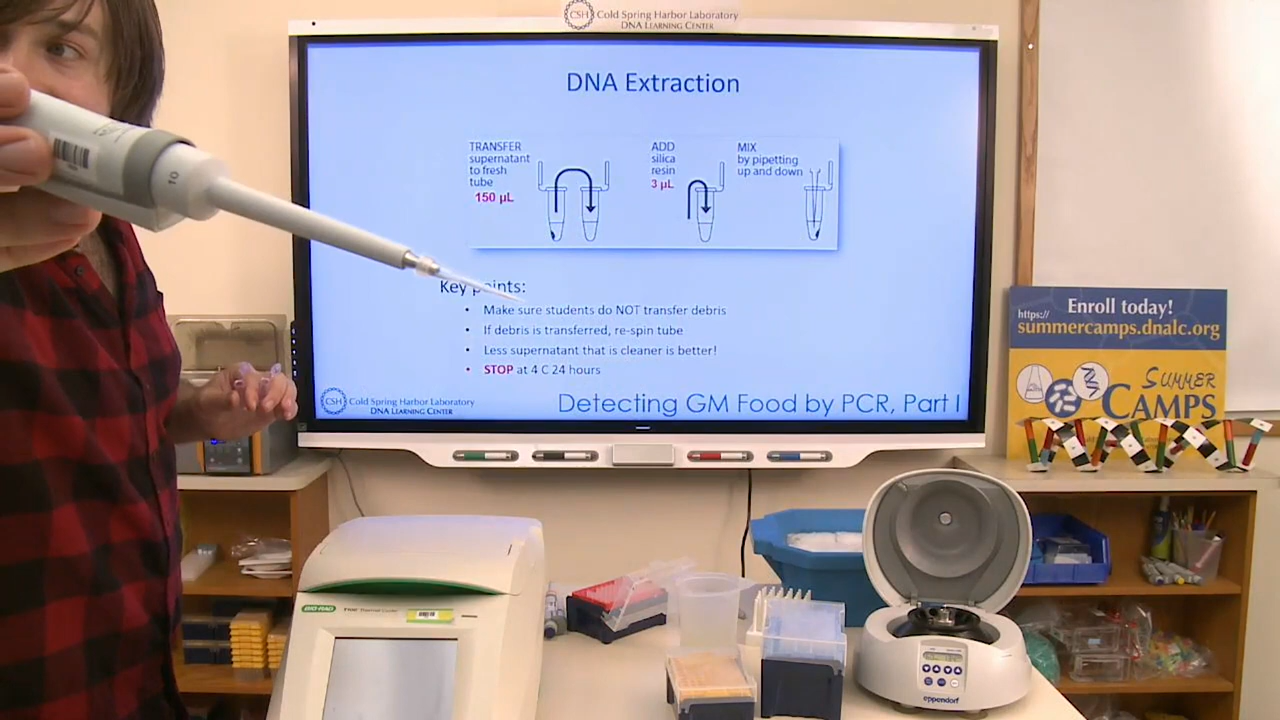 CSH Cold Spring Harbor Laboratory
DNA LEARNING CENTER
DNA Extraction
TRANSFER
supernatant
to fresh
tube
150 µL
ADD
silica
resin
3 µL
MIX
by pipetting
up and down
Key points:
• Make sure students do NOT transfer debris
• If debris is transferred, re-spin tube
• Less supernatant that is cleaner is better!
• STOP at 4 C 24 hours
CSH Cold Spring Harbor Laboratory
DNA LEARNING CENTER
Detecting GM Food by PCR, Part I
10
Enroll today!
https://
summercamps.dnalc.org
SUMMER
CAMPS
BIO-RAD
eppendorf